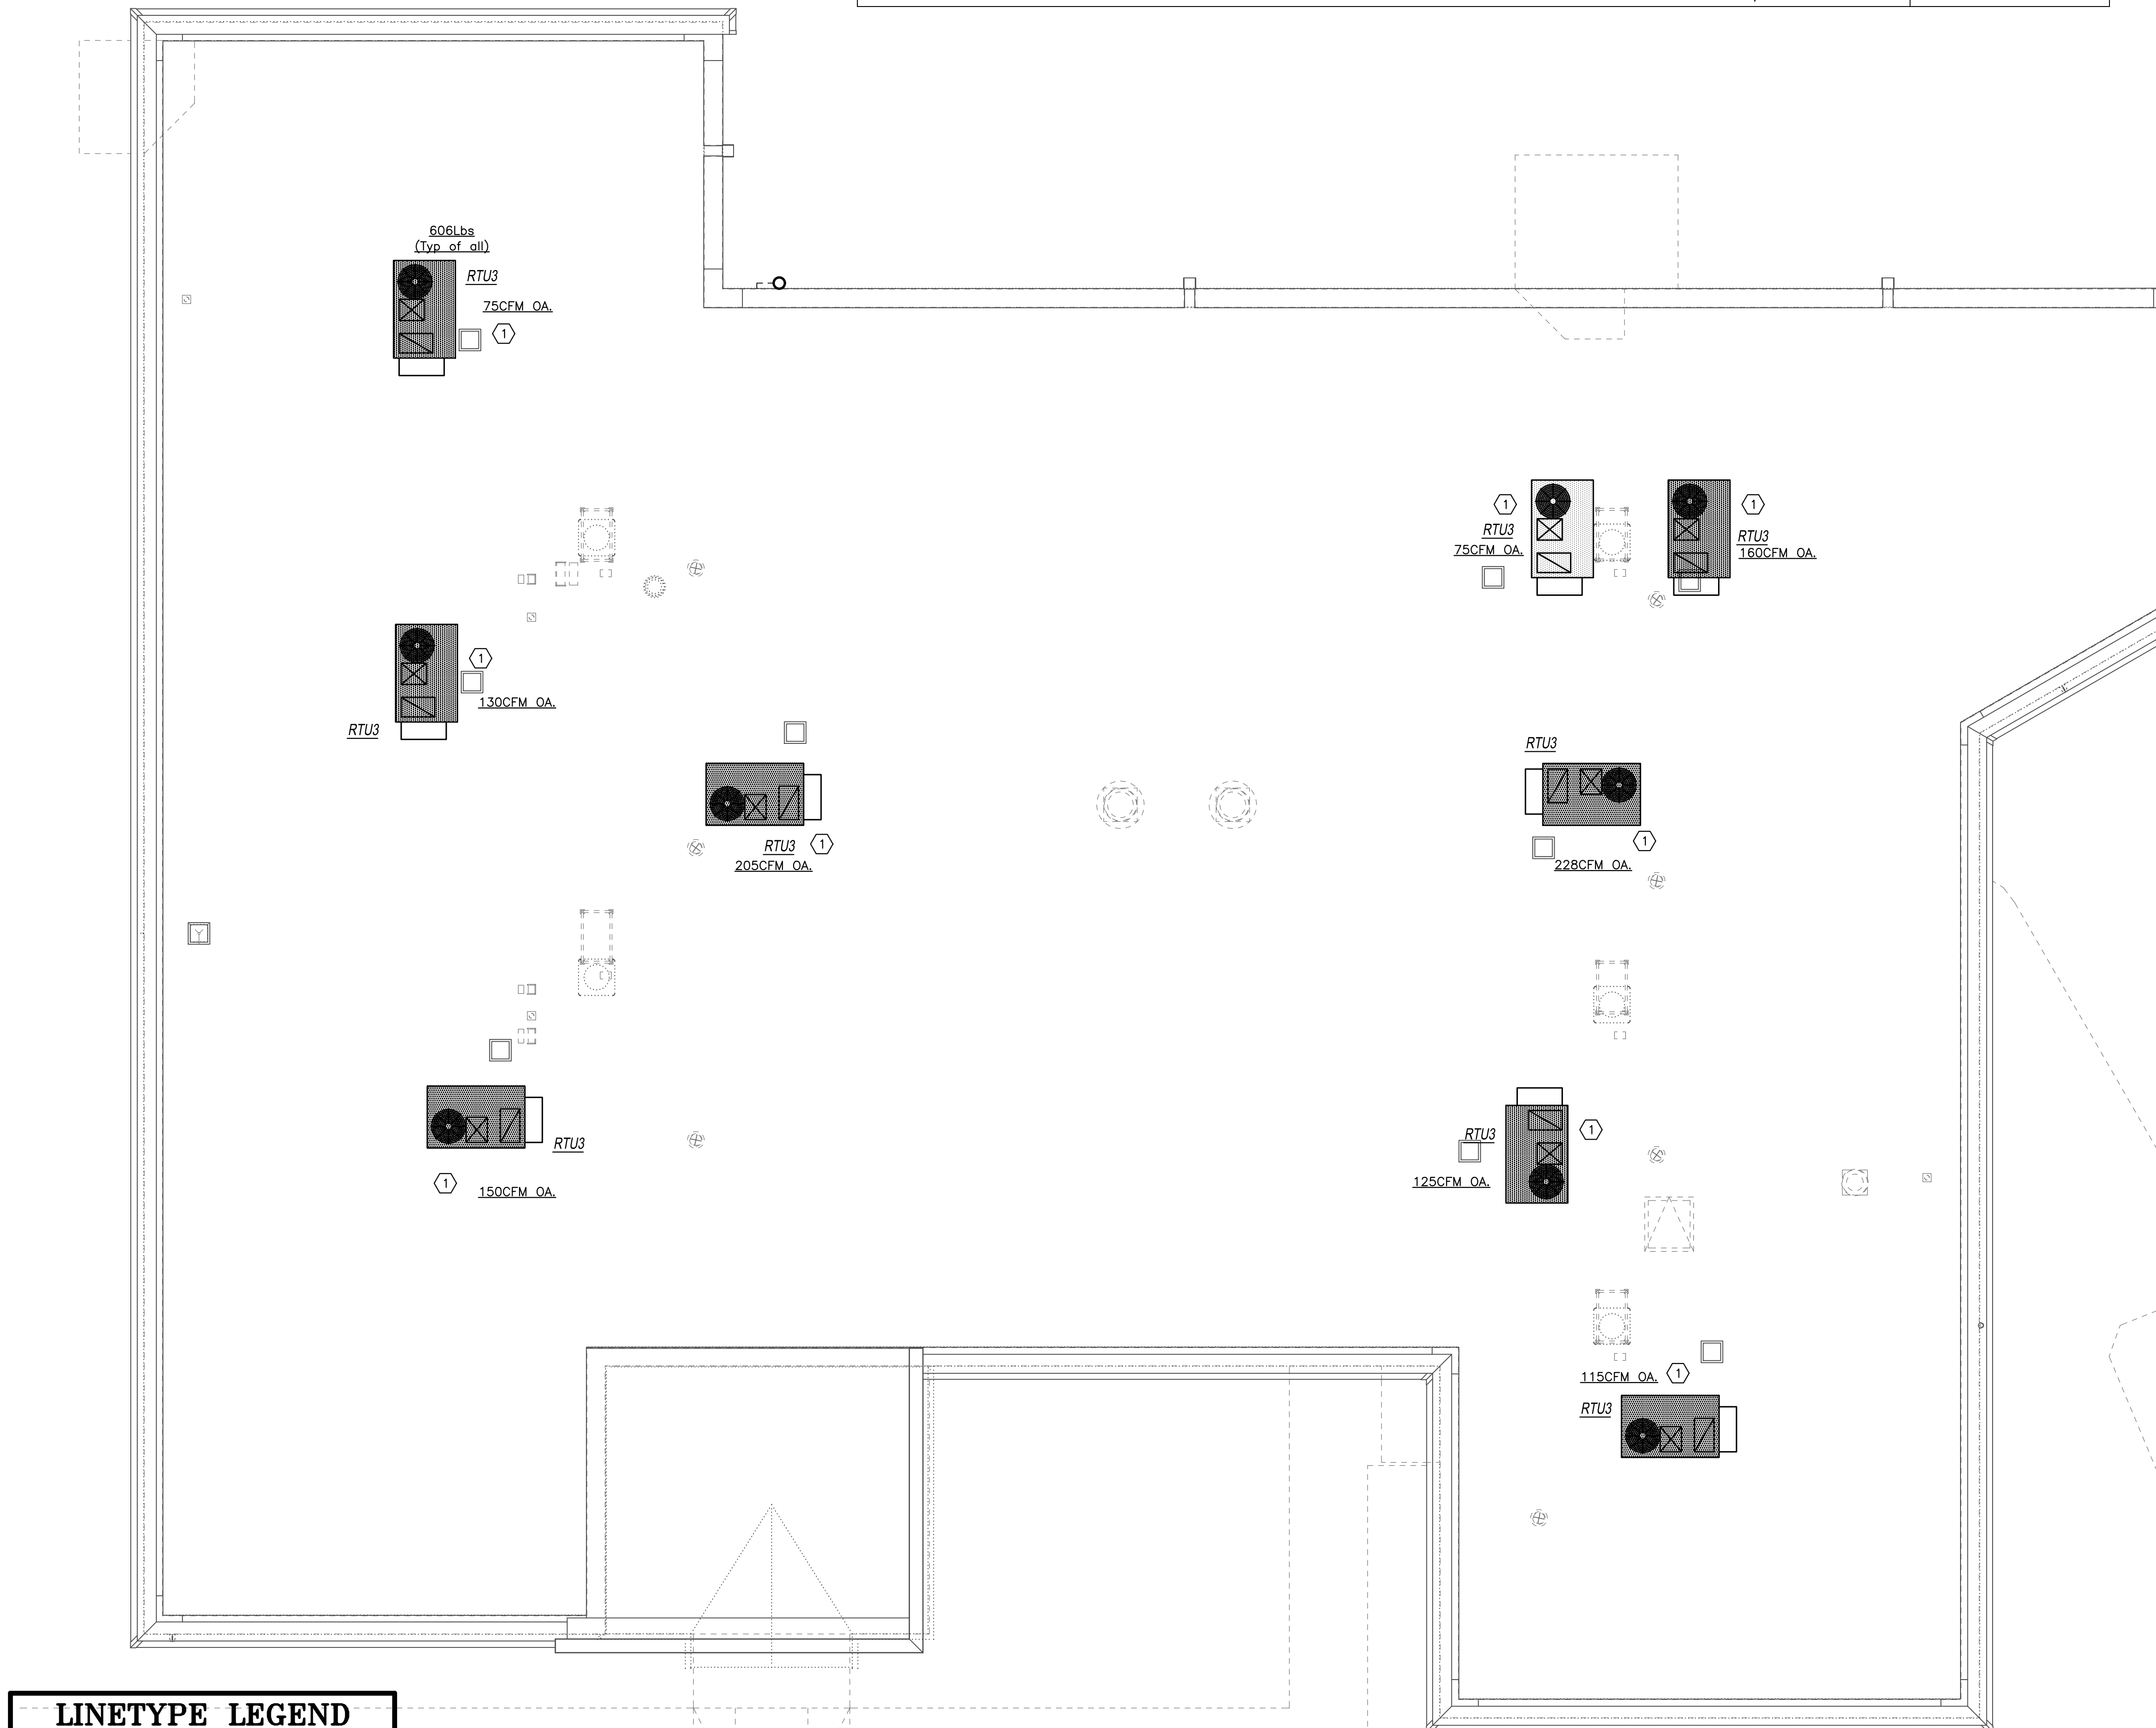 606Lbs
(Typ of all)
RTU3
75CFM OA.
1
1
RTU3
75CFM OA.
1
RTU3
160CFM OA.
1
130CFM OA.
RTU3
RTU3
1
205CFM OA.
RTU3
1
228CFM OA.
RTU3
1
150CFM OA.
RTU3
1
125CFM OA.
115CFM OA.
1
RTU3
LINETYPE LEGEND